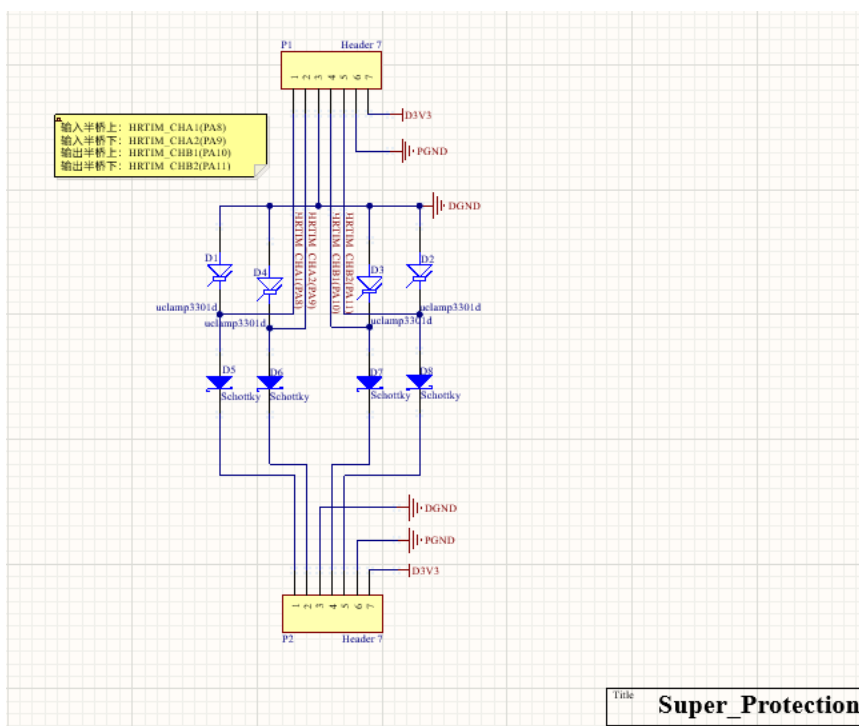 P1 Header 7
1 2 3 4 5 6 7
D3V3
输入半桥上: HRTIM_CHA1(PA8)
输入半桥下: HRTIM_CHA2(PA9)
输出半桥上: HRTIM_CHB1(PA10)
输出半桥下: HRTIM_CHB2(PA11)
PGND
DGND
HRTIM_CHA1(PA8)
HRTIM_CHA2(PA9)
HRTIM_CHB1(PA10)
HRTIM_CHB2(PA11)
D1
D4
D3
D2
uclamp3301d
uclamp3301d
uclamp3301d
uclamp3301d
D5
D6
D7
D8
Schottky
Schottky
Schottky
Schottky
DGND
PGND
D3V3
1 2 3 4 5 6 7
P2 Header 7
Title
Super_Protection